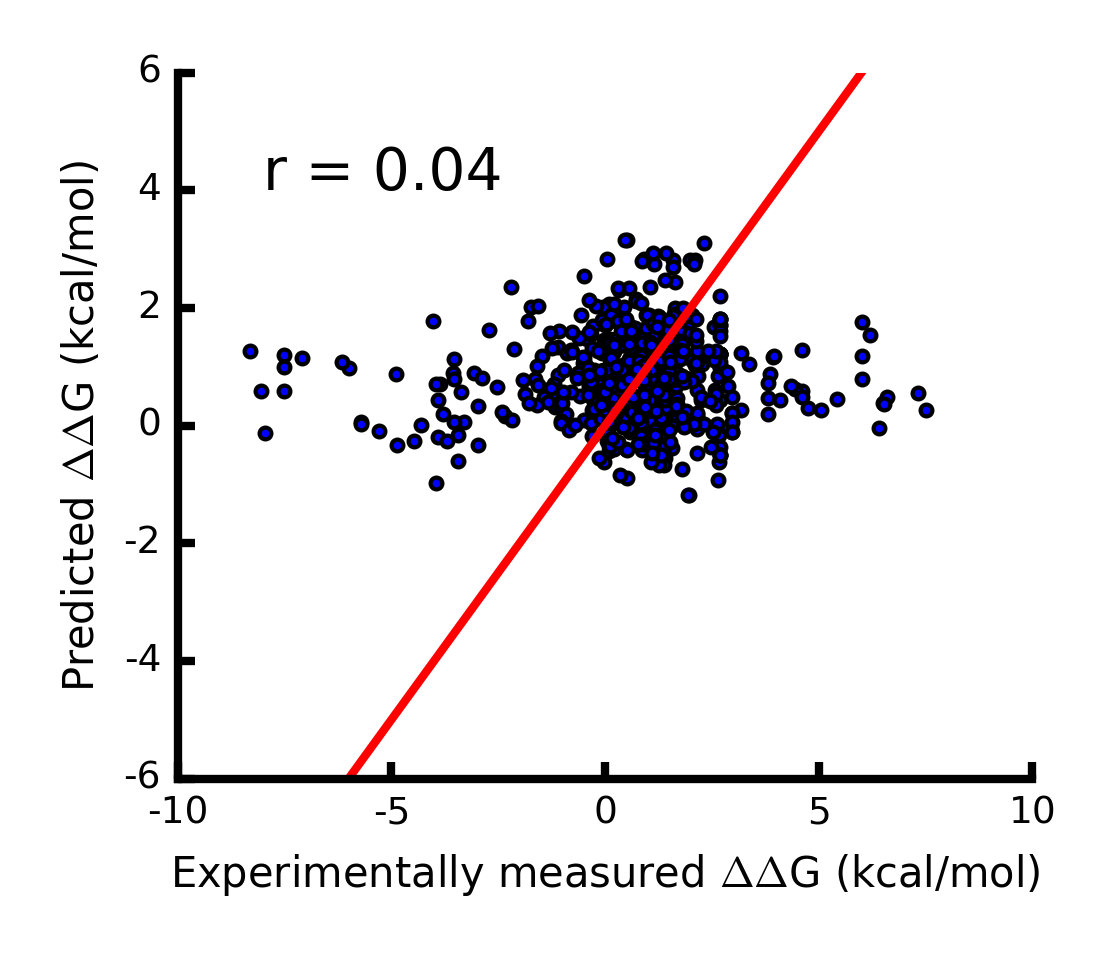 6
r = 0.04
4
2
0
-2
-4
-6
Predicted ΔΔG (kcal/mol)
-10 -5 0 5 10
Experimentally measured ΔΔG (kcal/mol)